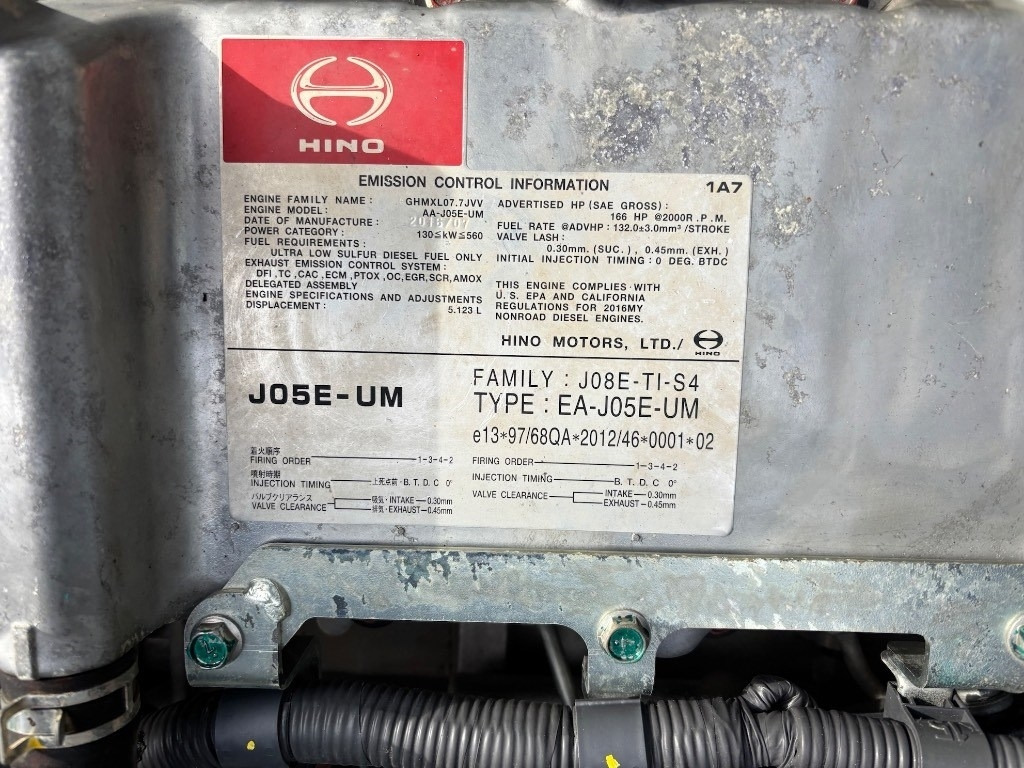 HINO
EMISSION CONTROL INFORMATION
1A7
ENGINE FAMILY NAME : GHMXL07.7JVV
ENGINE MODEL: AA-J05E-UM
DATE OF MANUFACTURE :
POWER CATEGORY : 130≤kW≤560
FUEL REQUIREMENTS :
ULTRA LOW SULFUR DIESEL FUEL ONLY
EXHAUST EMISSION CONTROL SYSTEM :
DFI ,TC ,CAC ,ECM ,PTOX ,OC,EGR,SCR,AMOX
DELEGATED ASSEMBLY
ENGINE SPECIFICATIONS AND ADJUSTMENTS
DISPLACEMENT : 5.123 L
ADVERTISED HP (SAE GROSS) :
166 HP @2000R .P .M.
FUEL RATE @ADVHP : 132.0±3.0mm³ /STROKE
VALVE LASH :
0.30mm. (SUC.) , 0.45mm. (EXH.)
INITIAL INJECTION TIMING : 0 DEG. BTDC
THIS ENGINE COMPLIES WITH
U. S. EPA AND CALIFORNIA
REGULATIONS FOR 2016MY
NONROAD DIESEL ENGINES.
HINO MOTORS, LTD./ HINO
J05E-UM
着火順序
FIRING ORDER 1-3-4-2
噴射時期
INJECTION TIMING 上死点前・B. T. D. C 0°
バルブクリアランス
VALVE CLEARANCE 吸気・INTAKE 0.30mm
排気・EXHAUST 0.45mm
FAMILY : J08E-TI-S4
TYPE : EA-J05E-UM
e13*97/68QA*2012/46*0001*02
FIRING ORDER 1-3-4-2
INJECTION TIMING B. T. D. C 0°
VALVE CLEARANCE INTAKE 0.30mm
EXHAUST 0.45mm